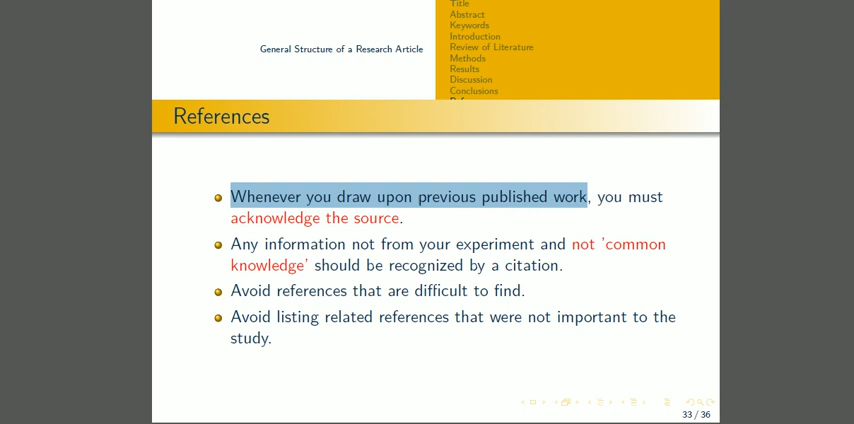 Title
Abstract
Keywords
General Structure of a Research Article
Introduction
Review of Literature
Methods
Results
Discussion
Conclusions
References
Whenever you draw upon previous published work, you must
acknowledge the source.
Any information not from your experiment and not 'common
knowledge' should be recognized by a citation.
Avoid references that are difficult to find.
Avoid listing related references that were not important to the
study.
33 / 36